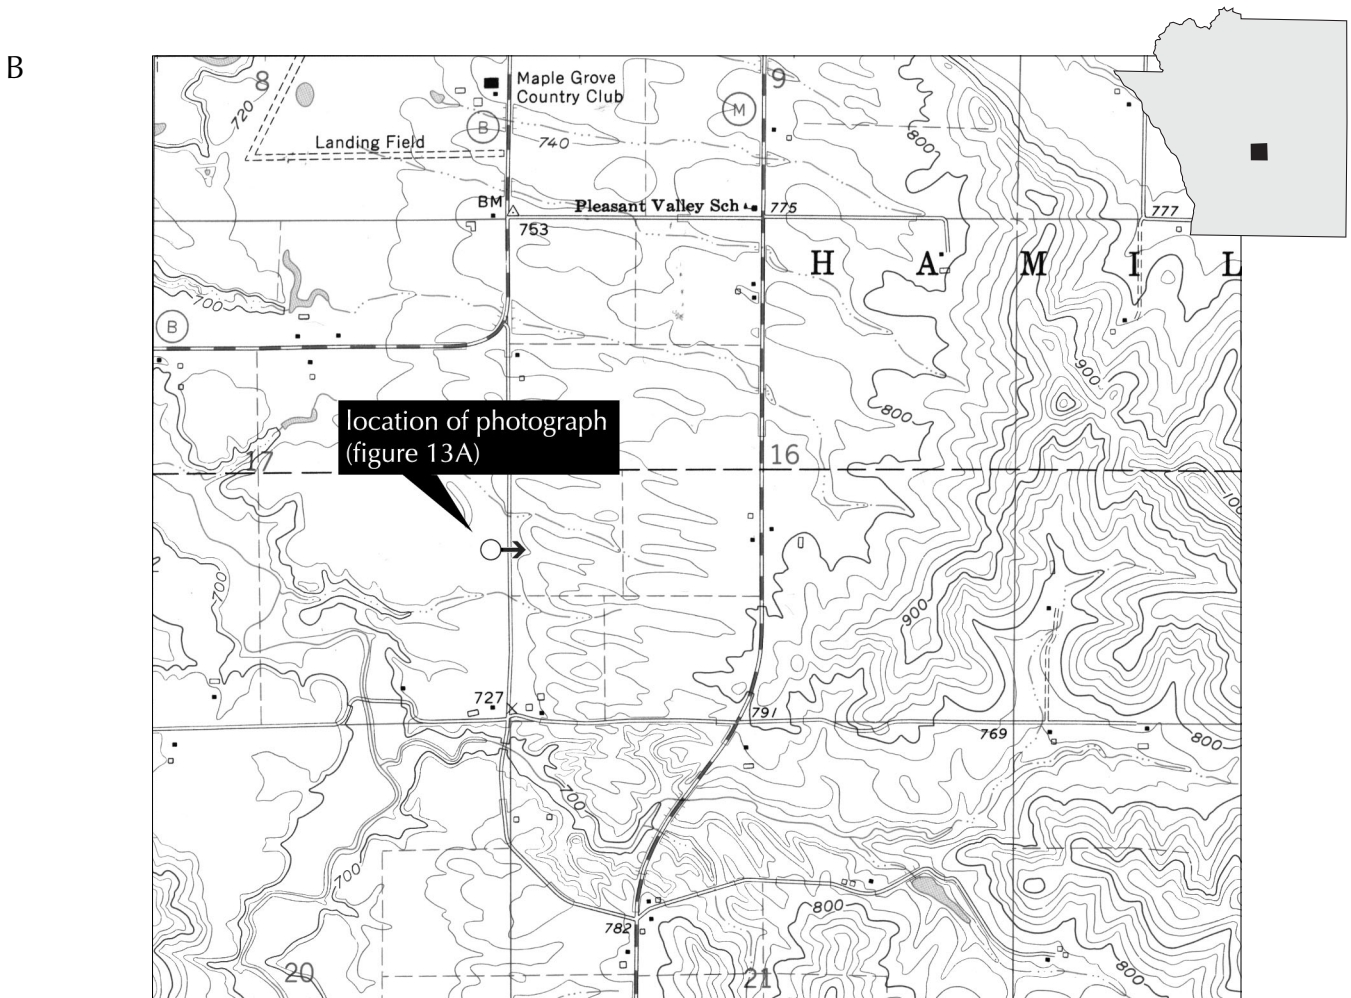 B
8
9
Maple Grove
Country Club
720
B
M
Landing Field
740
800
BM
Pleasant Valley Sch
775
777
753
H A M I L
700
B
900
800
location of photograph
(figure 13A)
17
16
700
900
727
791
769
800
700
700
800
782
20
21
800